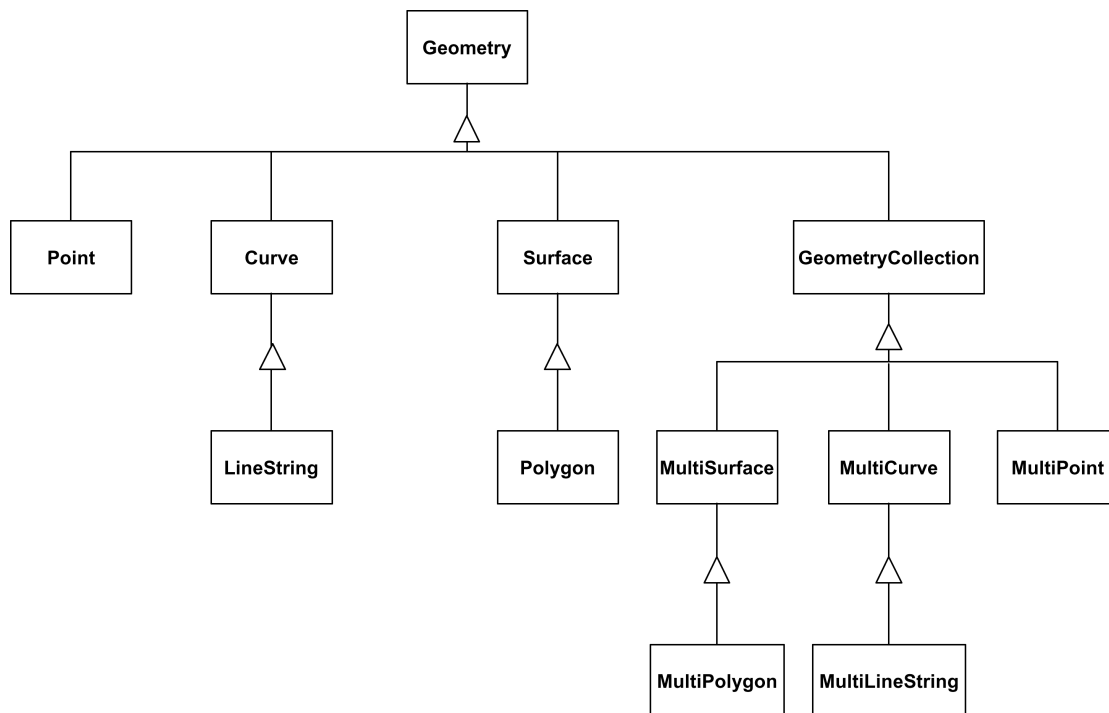 Geometry
Point
Curve
Surface
GeometryCollection
LineString
Polygon
MultiSurface
MultiCurve
MultiPoint
MultiPolygon
MultiLineString